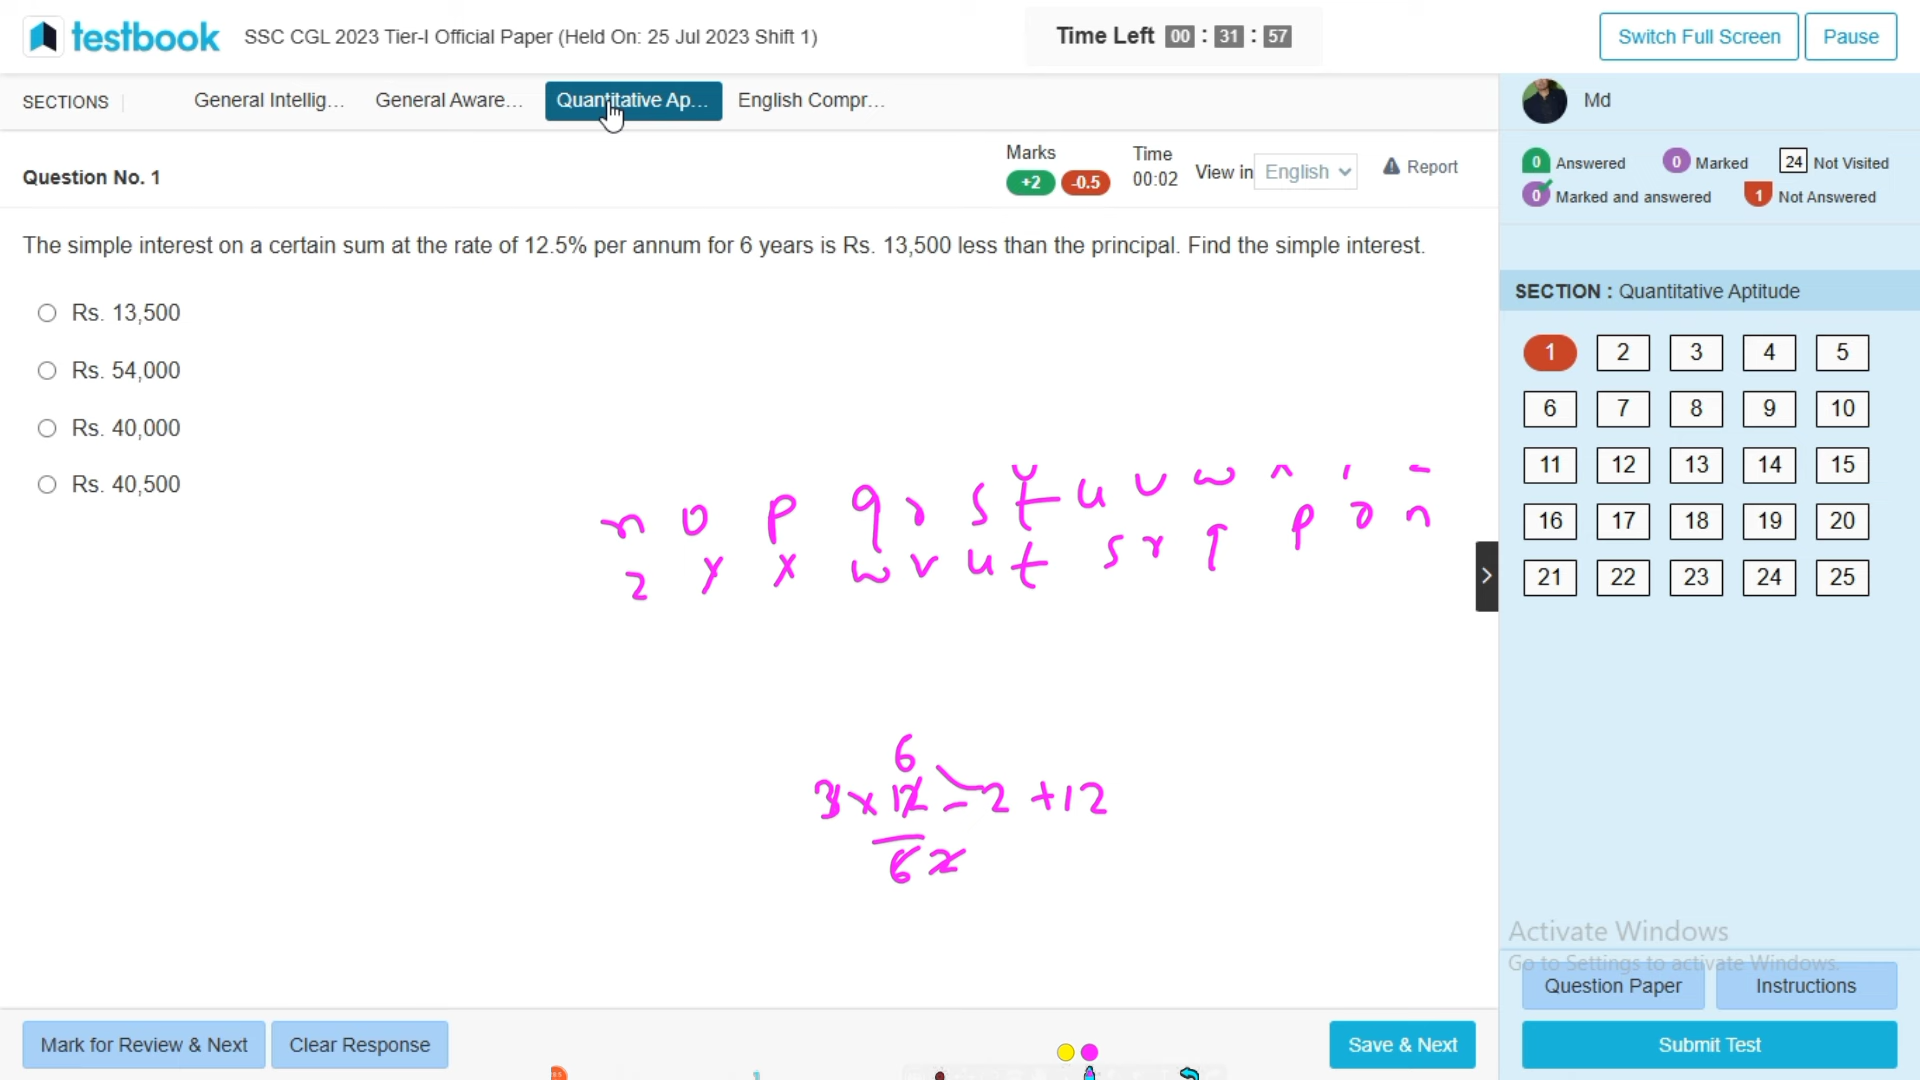 testbook SSC CGL 2023 Tier-I Official Paper (Held On: 25 Jul 2023 Shift 1) Time Left 00 : 31 : 57 Switch Full Screen Pause
SECTIONS General Intellig... General Aware... Quantitative Ap... English Compr...
Md
Question No. 1
Marks
+2 -0.5
Time
00:02
View in English
Report
0 Answered 0 Marked 24 Not Visited
0 Marked and answered 1 Not Answered
The simple interest on a certain sum at the rate of 12.5% per annum for 6 years is Rs. 13,500 less than the principal. Find the simple interest.
Rs. 13,500
Rs. 54,000
Rs. 40,000
Rs. 40,500
SECTION : Quantitative Aptitude
1 2 3 4 5
6 7 8 9 10
11 12 13 14 15
16 17 18 19 20
21 22 23 24 25
n o p q r s t u v w
z y x w v u t s r q p o n
6
3 x 12 - 2 + 12
6 2
Activate Windows
Go to Settings to activate Windows.
Question Paper Instructions
Mark for Review & Next Clear Response Save & Next Submit Test